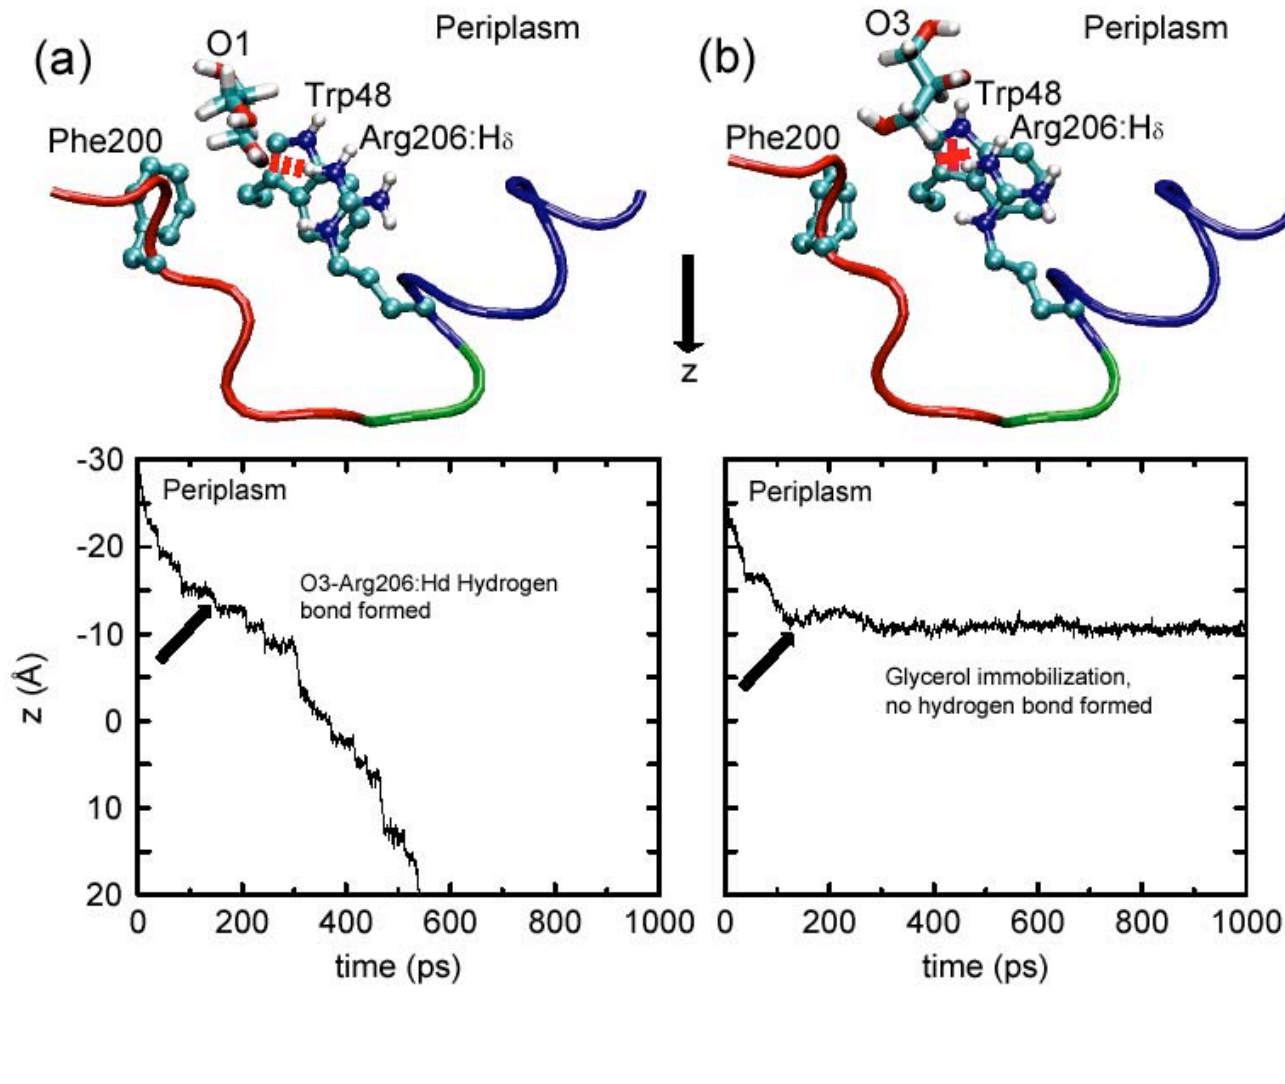 (a)
O1
Periplasm
Trp48
Phe200
Arg206:Hδ
(b)
O3
Periplasm
Trp48
Phe200
Arg206:Hδ
z
-30
-20
-10
0
10
20
z (Å)
Periplasm
O3-Arg206:Hd Hydrogen
bond formed
0 200 400 600 800 1000
time (ps)
Periplasm
Glycerol immobilization,
no hydrogen bond formed
0 200 400 600 800 1000
time (ps)